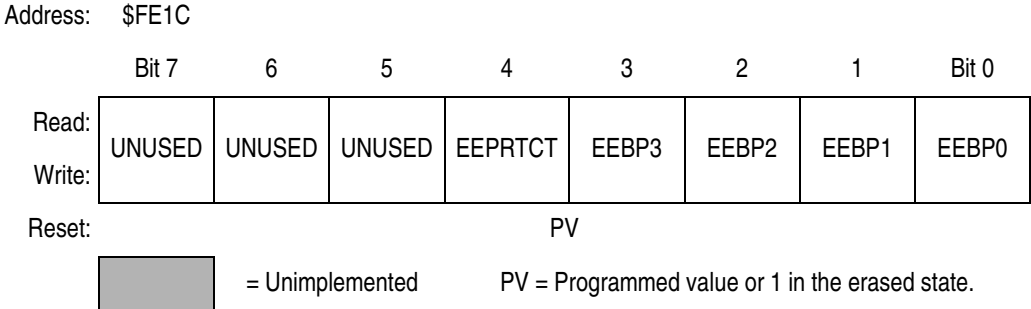 Address: $FE1C
Bit 7 6 5 4 3 2 1 Bit 0
Read:
UNUSED UNUSED UNUSED EEPRTCT EEBP3 EEBP2 EEBP1 EEBP0
Write:
Reset: PV
= Unimplemented PV = Programmed value or 1 in the erased state.